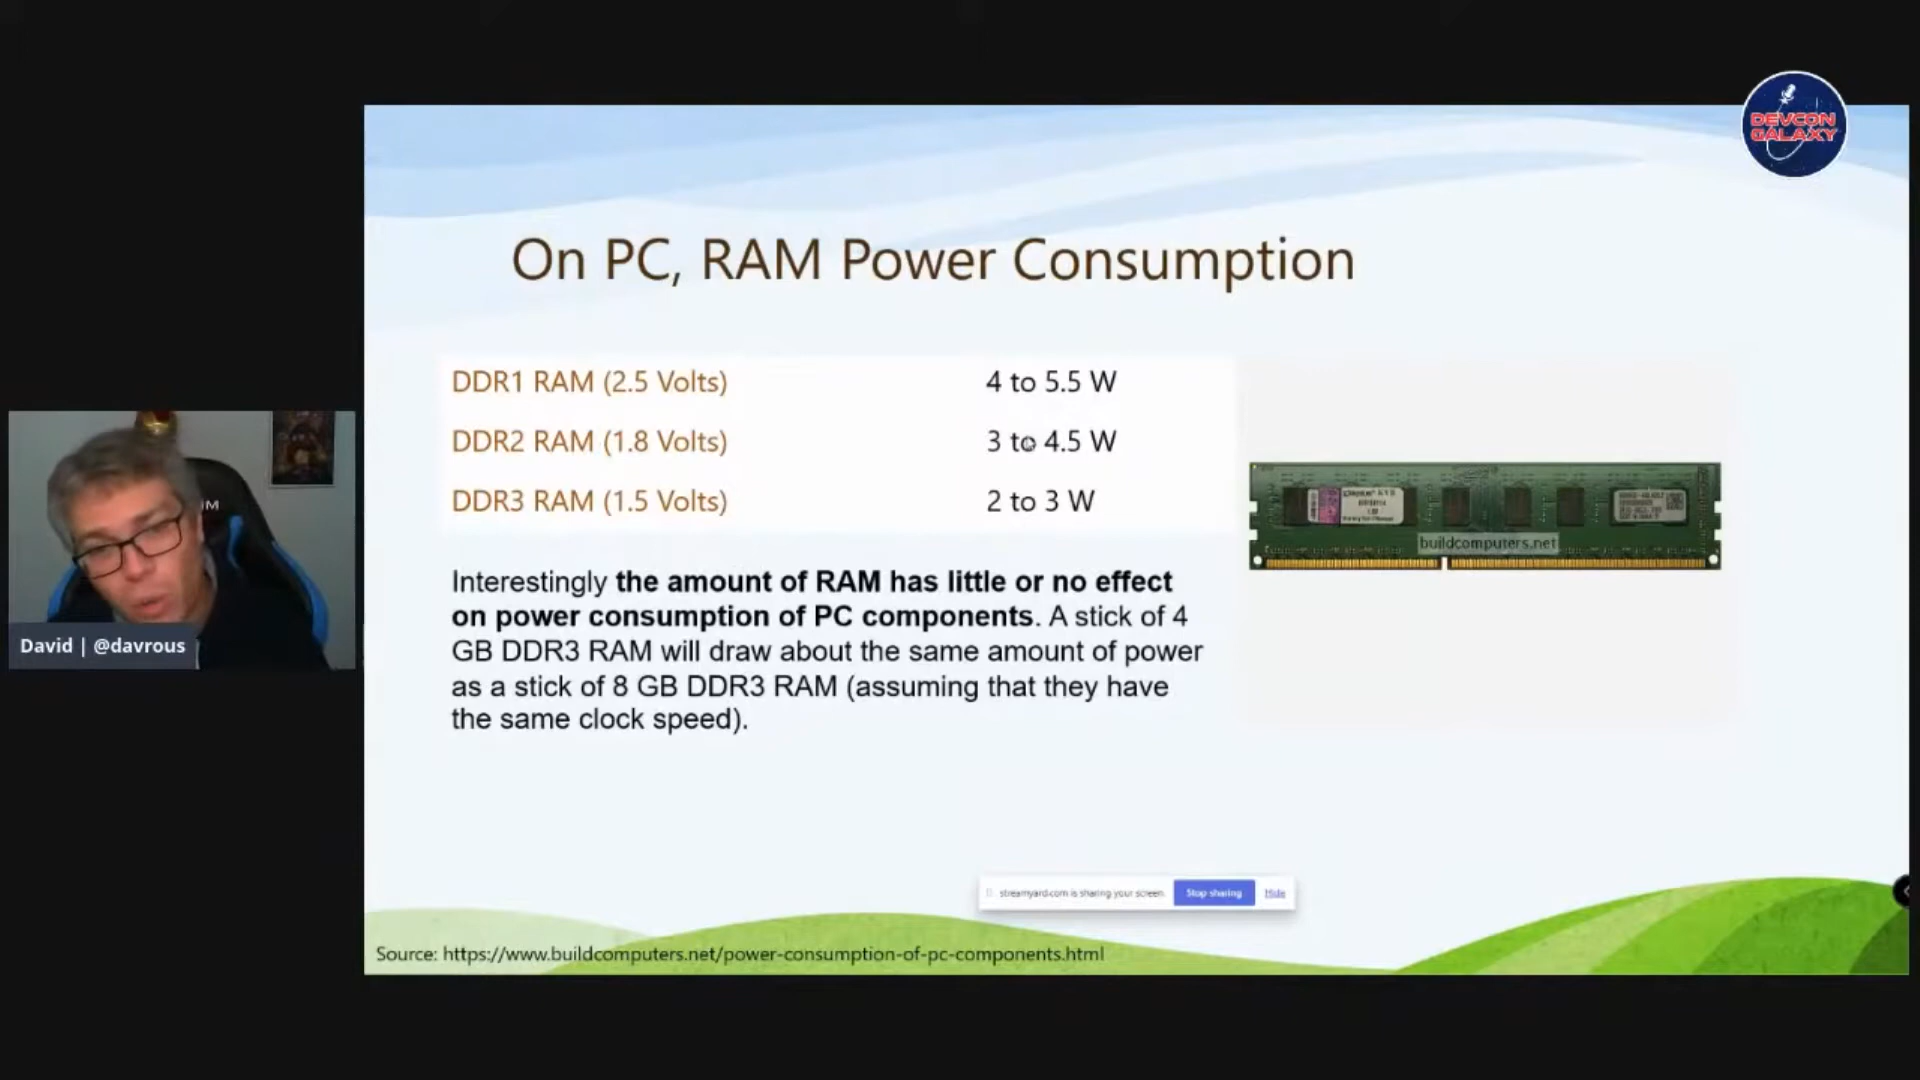 DEVCON
GALAXY
On PC, RAM Power Consumption
DDR1 RAM (2.5 Volts) 4 to 5.5 W
DDR2 RAM (1.8 Volts) 3 to 4.5 W
DDR3 RAM (1.5 Volts) 2 to 3 W
Interestingly the amount of RAM has little or no effect
on power consumption of PC components. A stick of 4
GB DDR3 RAM will draw about the same amount of power
as a stick of 8 GB DDR3 RAM (assuming that they have
the same clock speed).
buildcomputers.net
IM
David | @davrous
streamyard.com is sharing your screen.
Stop sharing
Hide
Source: https://www.buildcomputers.net/power-consumption-of-pc-components.html